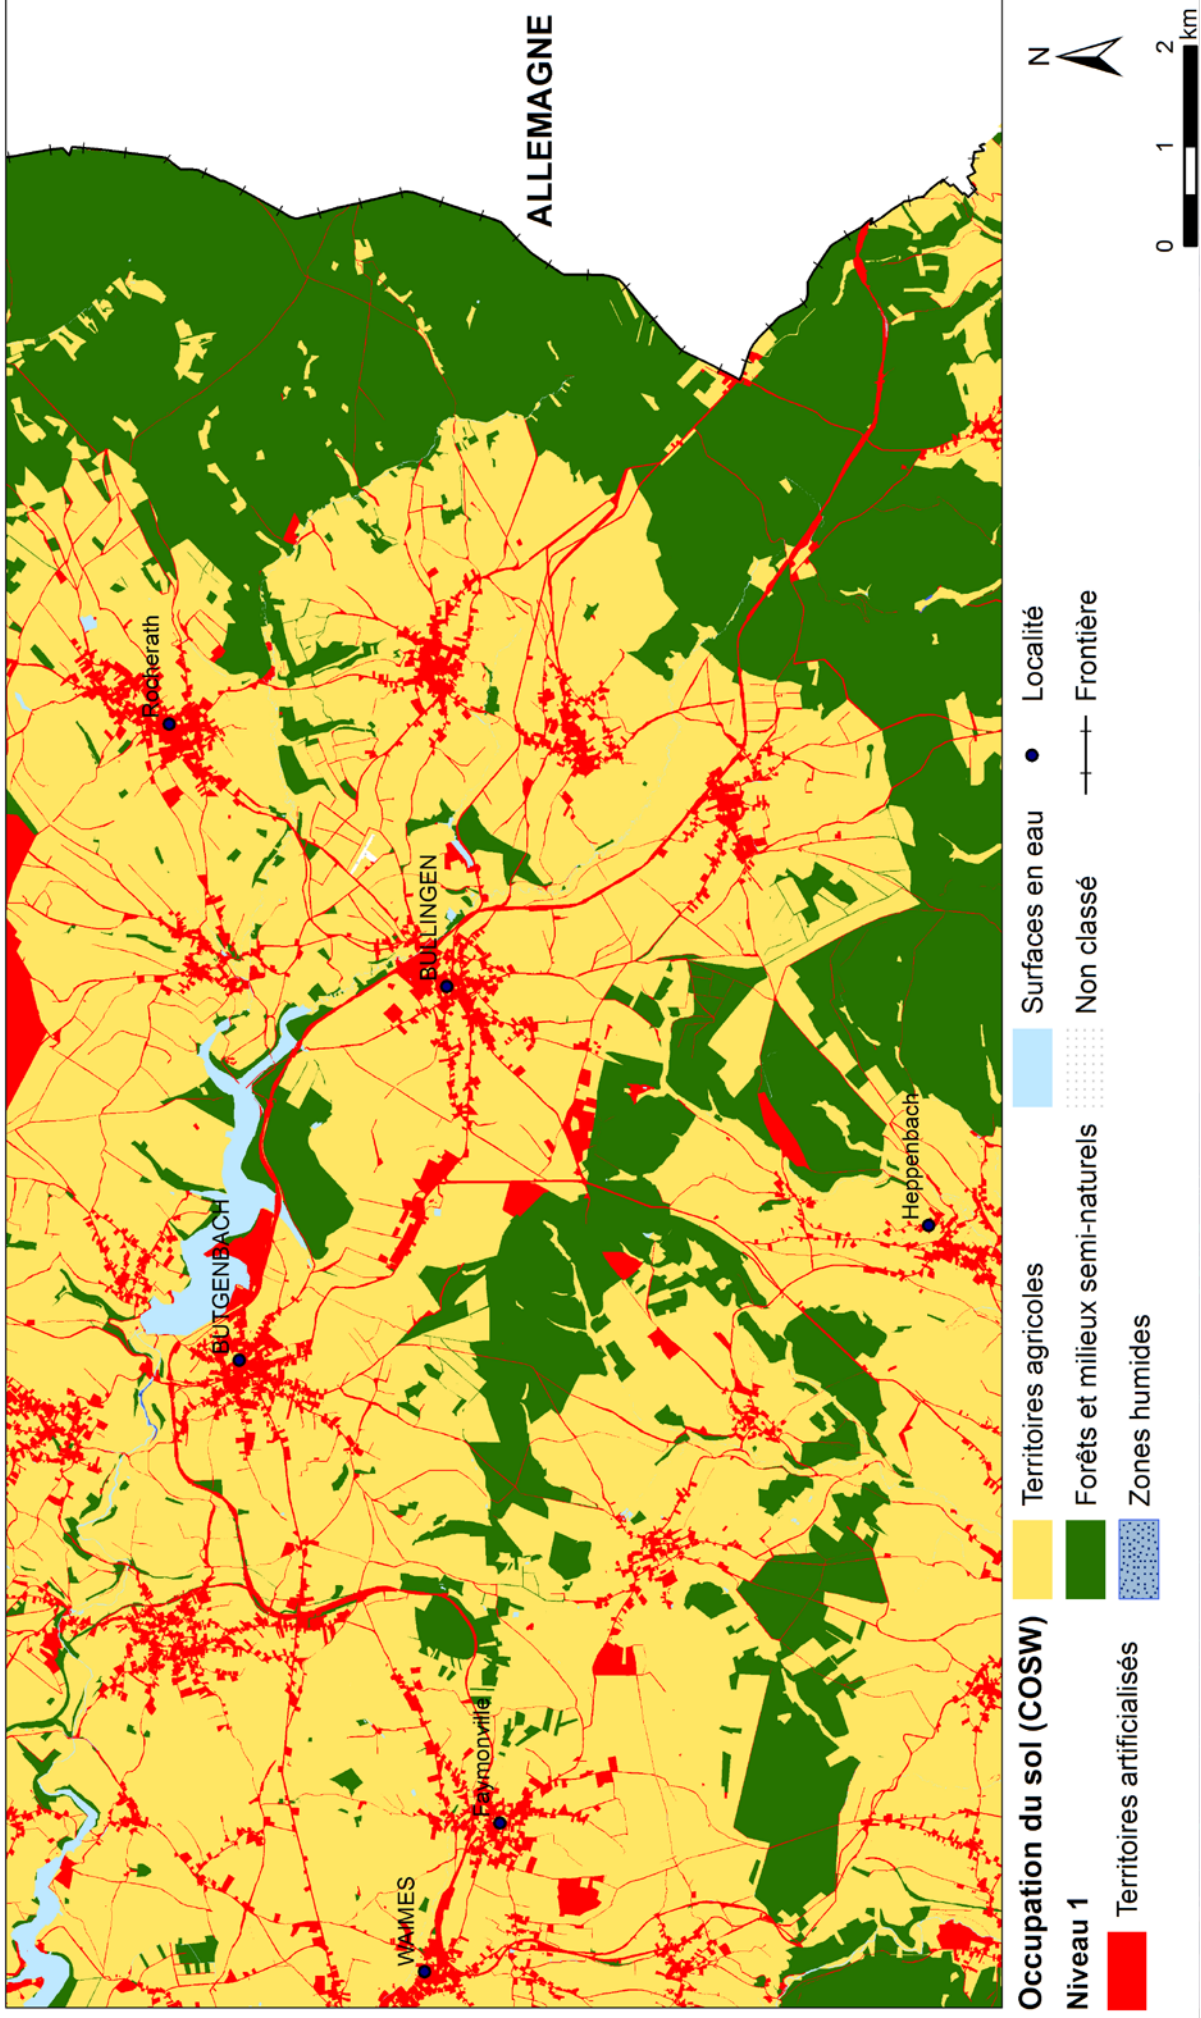 ALLEMAGNE
Rocherath
BUTGENBACH
BULLINGEN
WAIMES
Faymonville
Heppenbach
Occupation du sol (COSW)
Niveau 1
Territoires artificialisés
Territoires agricoles
Forêts et milieux semi-naturels
Zones humides
Surfaces en eau
Non classé
Localité
Frontière
N
0 1 2
km